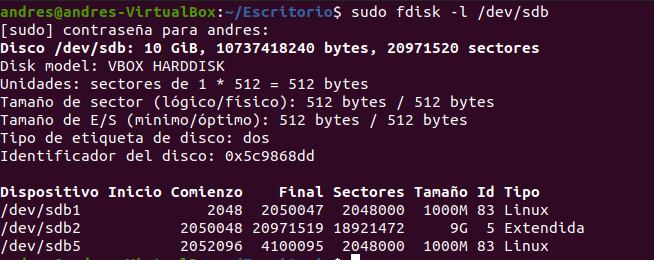 andres@andres-VirtualBox:~/Escritorio$ sudo fdisk -l /dev/sdb
[sudo] contraseña para andres:
Disco /dev/sdb: 10 GiB, 10737418240 bytes, 20971520 sectores
Disk model: VBOX HARDDISK
Unidades: sectores de 1 * 512 = 512 bytes
Tamaño de sector (lógico/físico): 512 bytes / 512 bytes
Tamaño de E/S (mínimo/óptimo): 512 bytes / 512 bytes
Tipo de etiqueta de disco: dos
Identificador del disco: 0x5c9868dd
Dispositivo Inicio Comienzo Final Sectores Tamaño Id Tipo
/dev/sdb1 2048 2050047 2048000 1000M 83 Linux
/dev/sdb2 2050048 20971519 18921472 9G 5 Extendida
/dev/sdb5 2052096 4100095 2048000 1000M 83 Linux